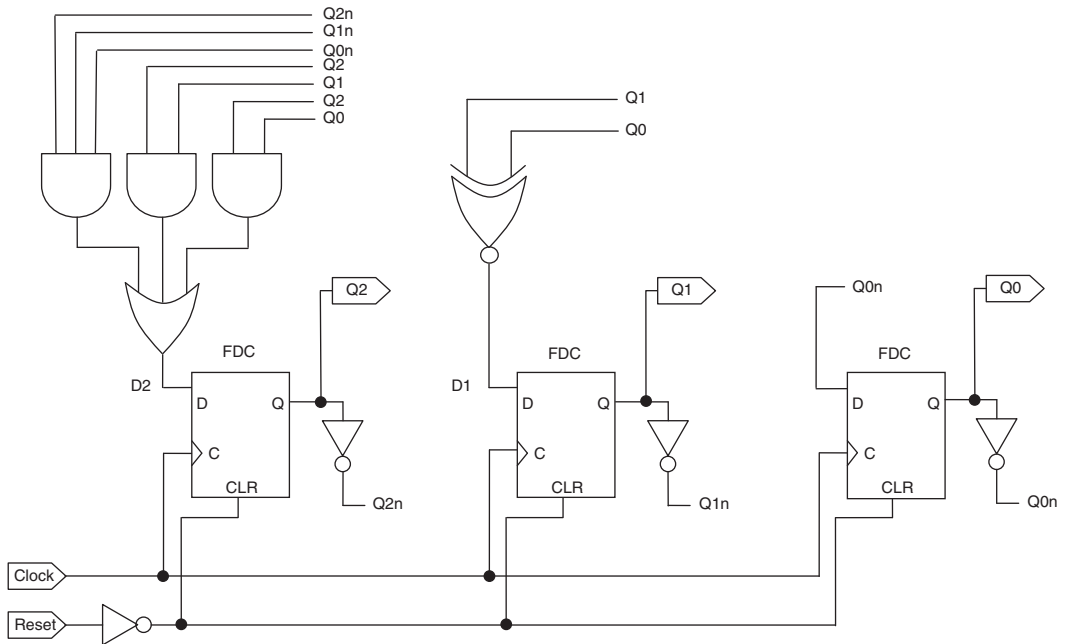 Q2n
Q1n
Q0n
Q2
Q1
Q2
Q0
Q1
Q0
Q2
Q1
Q0n
Q0
FDC
FDC
FDC
D2
D1
D
Q
D
Q
D
Q
C
C
C
CLR
CLR
CLR
Q2n
Q1n
Q0n
Clock
Reset